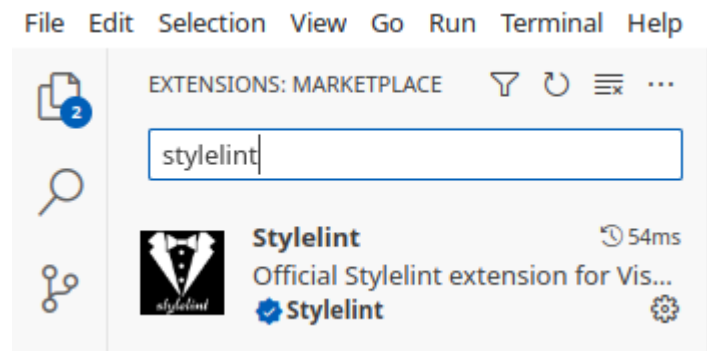 File Edit Selection View Go Run Terminal Help
EXTENSIONS: MARKETPLACE
2
stylelint
Stylelint 54ms
Official Stylelint extension for Vis...
stylelint
Stylelint